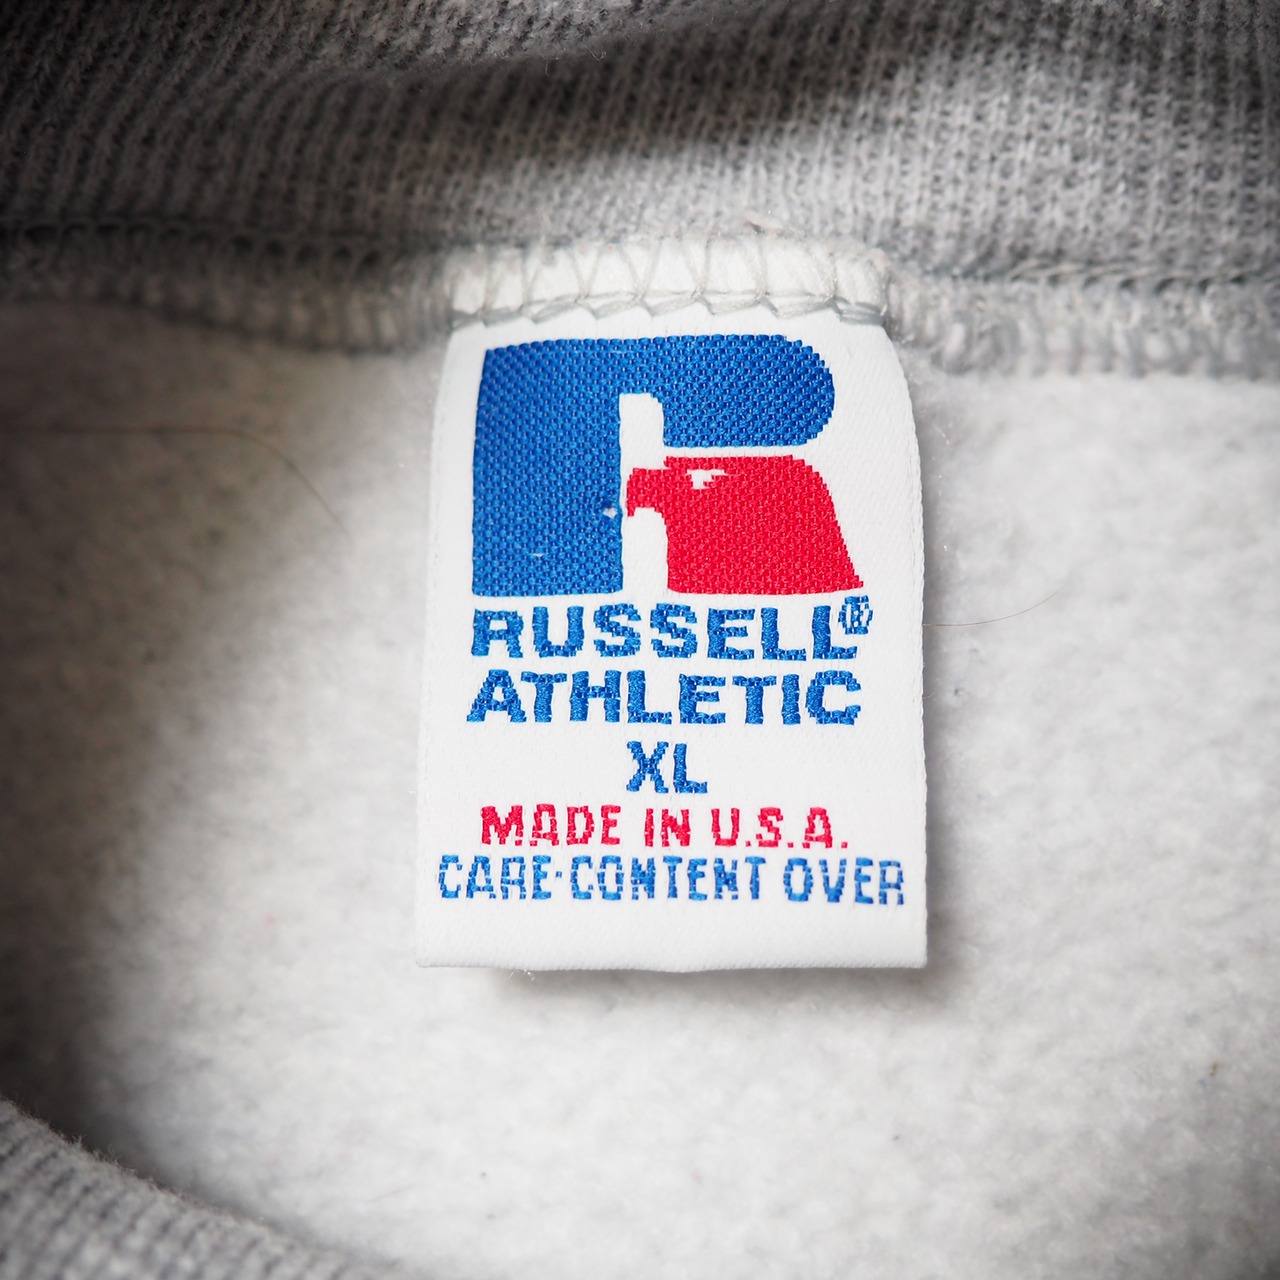 RUSSELL®
ATHLETIC
XL
MADE IN U.S.A.
CARE·CONTENT OVER